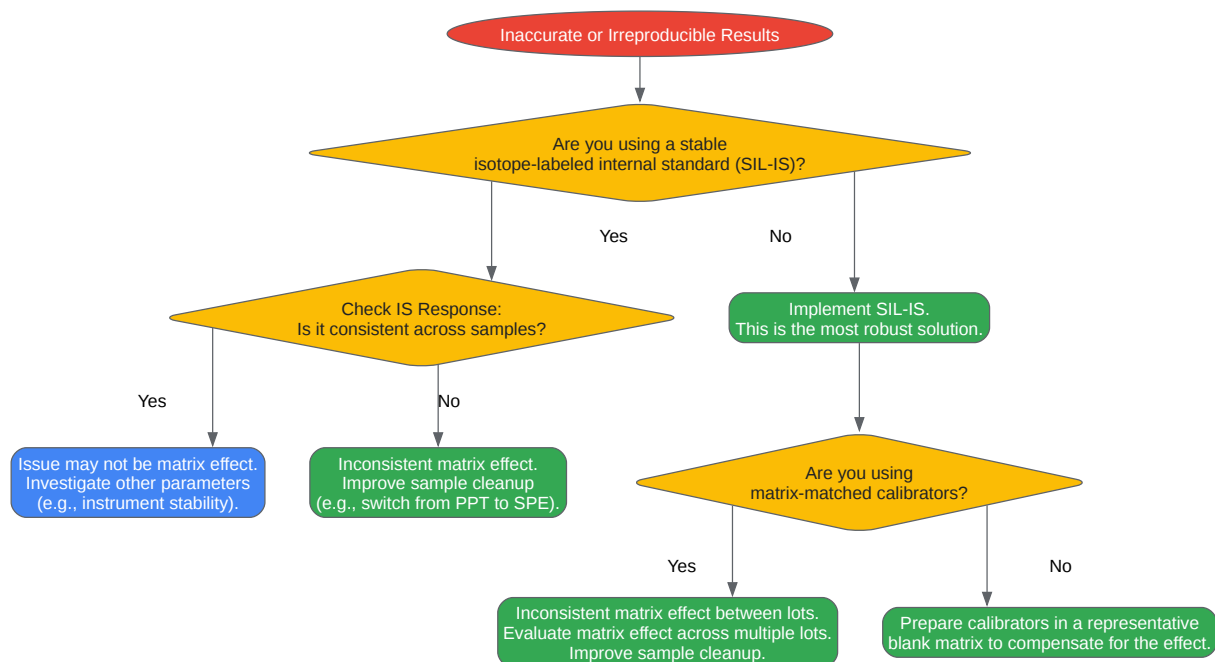 Inaccurate or Irreproducible Results
Are you using a stable
isotope-labeled internal standard (SIL-IS)?
Yes
No
Check IS Response:
Is it consistent across samples?
Implement SIL-IS.
This is the most robust solution.
Yes
No
Issue may not be matrix effect.
Investigate other parameters
(e.g., instrument stability).
Inconsistent matrix effect.
Improve sample cleanup
(e.g., switch from PPT to SPE).
Are you using
matrix-matched calibrators?
Yes
No
Inconsistent matrix effect between lots.
Evaluate matrix effect across multiple lots.
Improve sample cleanup.
Prepare calibrators in a representative
blank matrix to compensate for the effect.